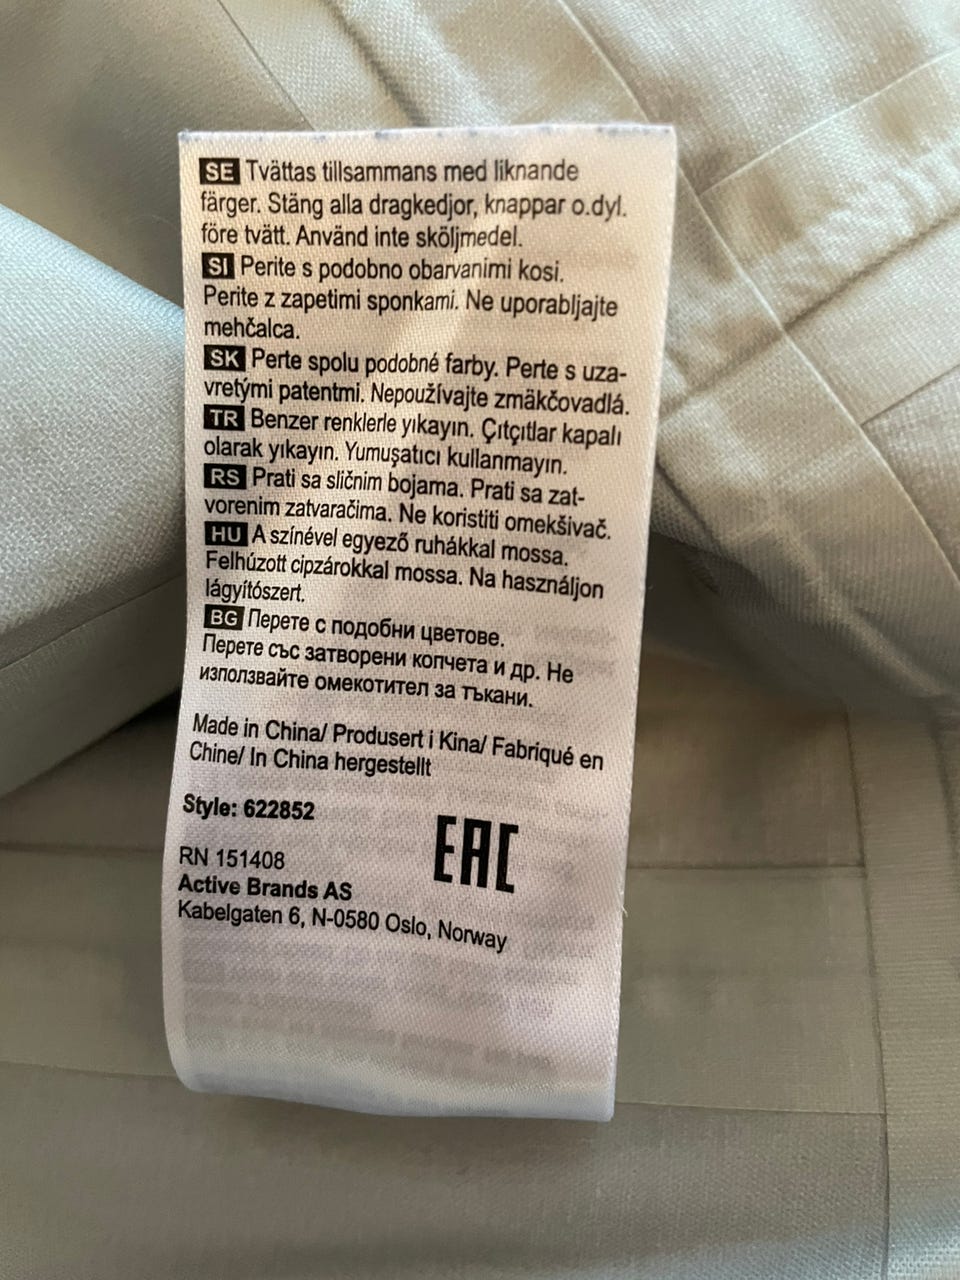 SE Tvättas tillsammans med liknande
färger. Stäng alla dragkedjor, knappar o.dyl.
före tvätt. Använd inte sköljmedel.
SI Perite s podobno obarvanimi kosi.
Perite z zapetimi sponkami. Ne uporabljajte
mehčalca.
SK Perte spolu podobné farby. Perte s uza-
vretými patentmi. Nepoužívajte zmäkčovadlá.
TR Benzer renklerle yıkayın. Çıtçıtlar kapalı
olarak yıkayın. Yumuşatıcı kullanmayın.
RS Prati sa sličnim bojama. Prati sa zat-
vorenim zatvaračima. Ne koristiti omekšivač.
HU A színével egyező ruhákkal mossa.
Felhúzott cipzárokkal mossa. Na használjon
lágyítószert.
BG Перете с подобни цветове.
Перете със затворени копчета и др. Не
използвайте омекотител за тъкани.
Made in China/ Produsert i Kina/ Fabriqué en
Chine/ In China hergestellt
Style: 622852
EAC
RN 151408
Active Brands AS
Kabelgaten 6, N-0580 Oslo, Norway